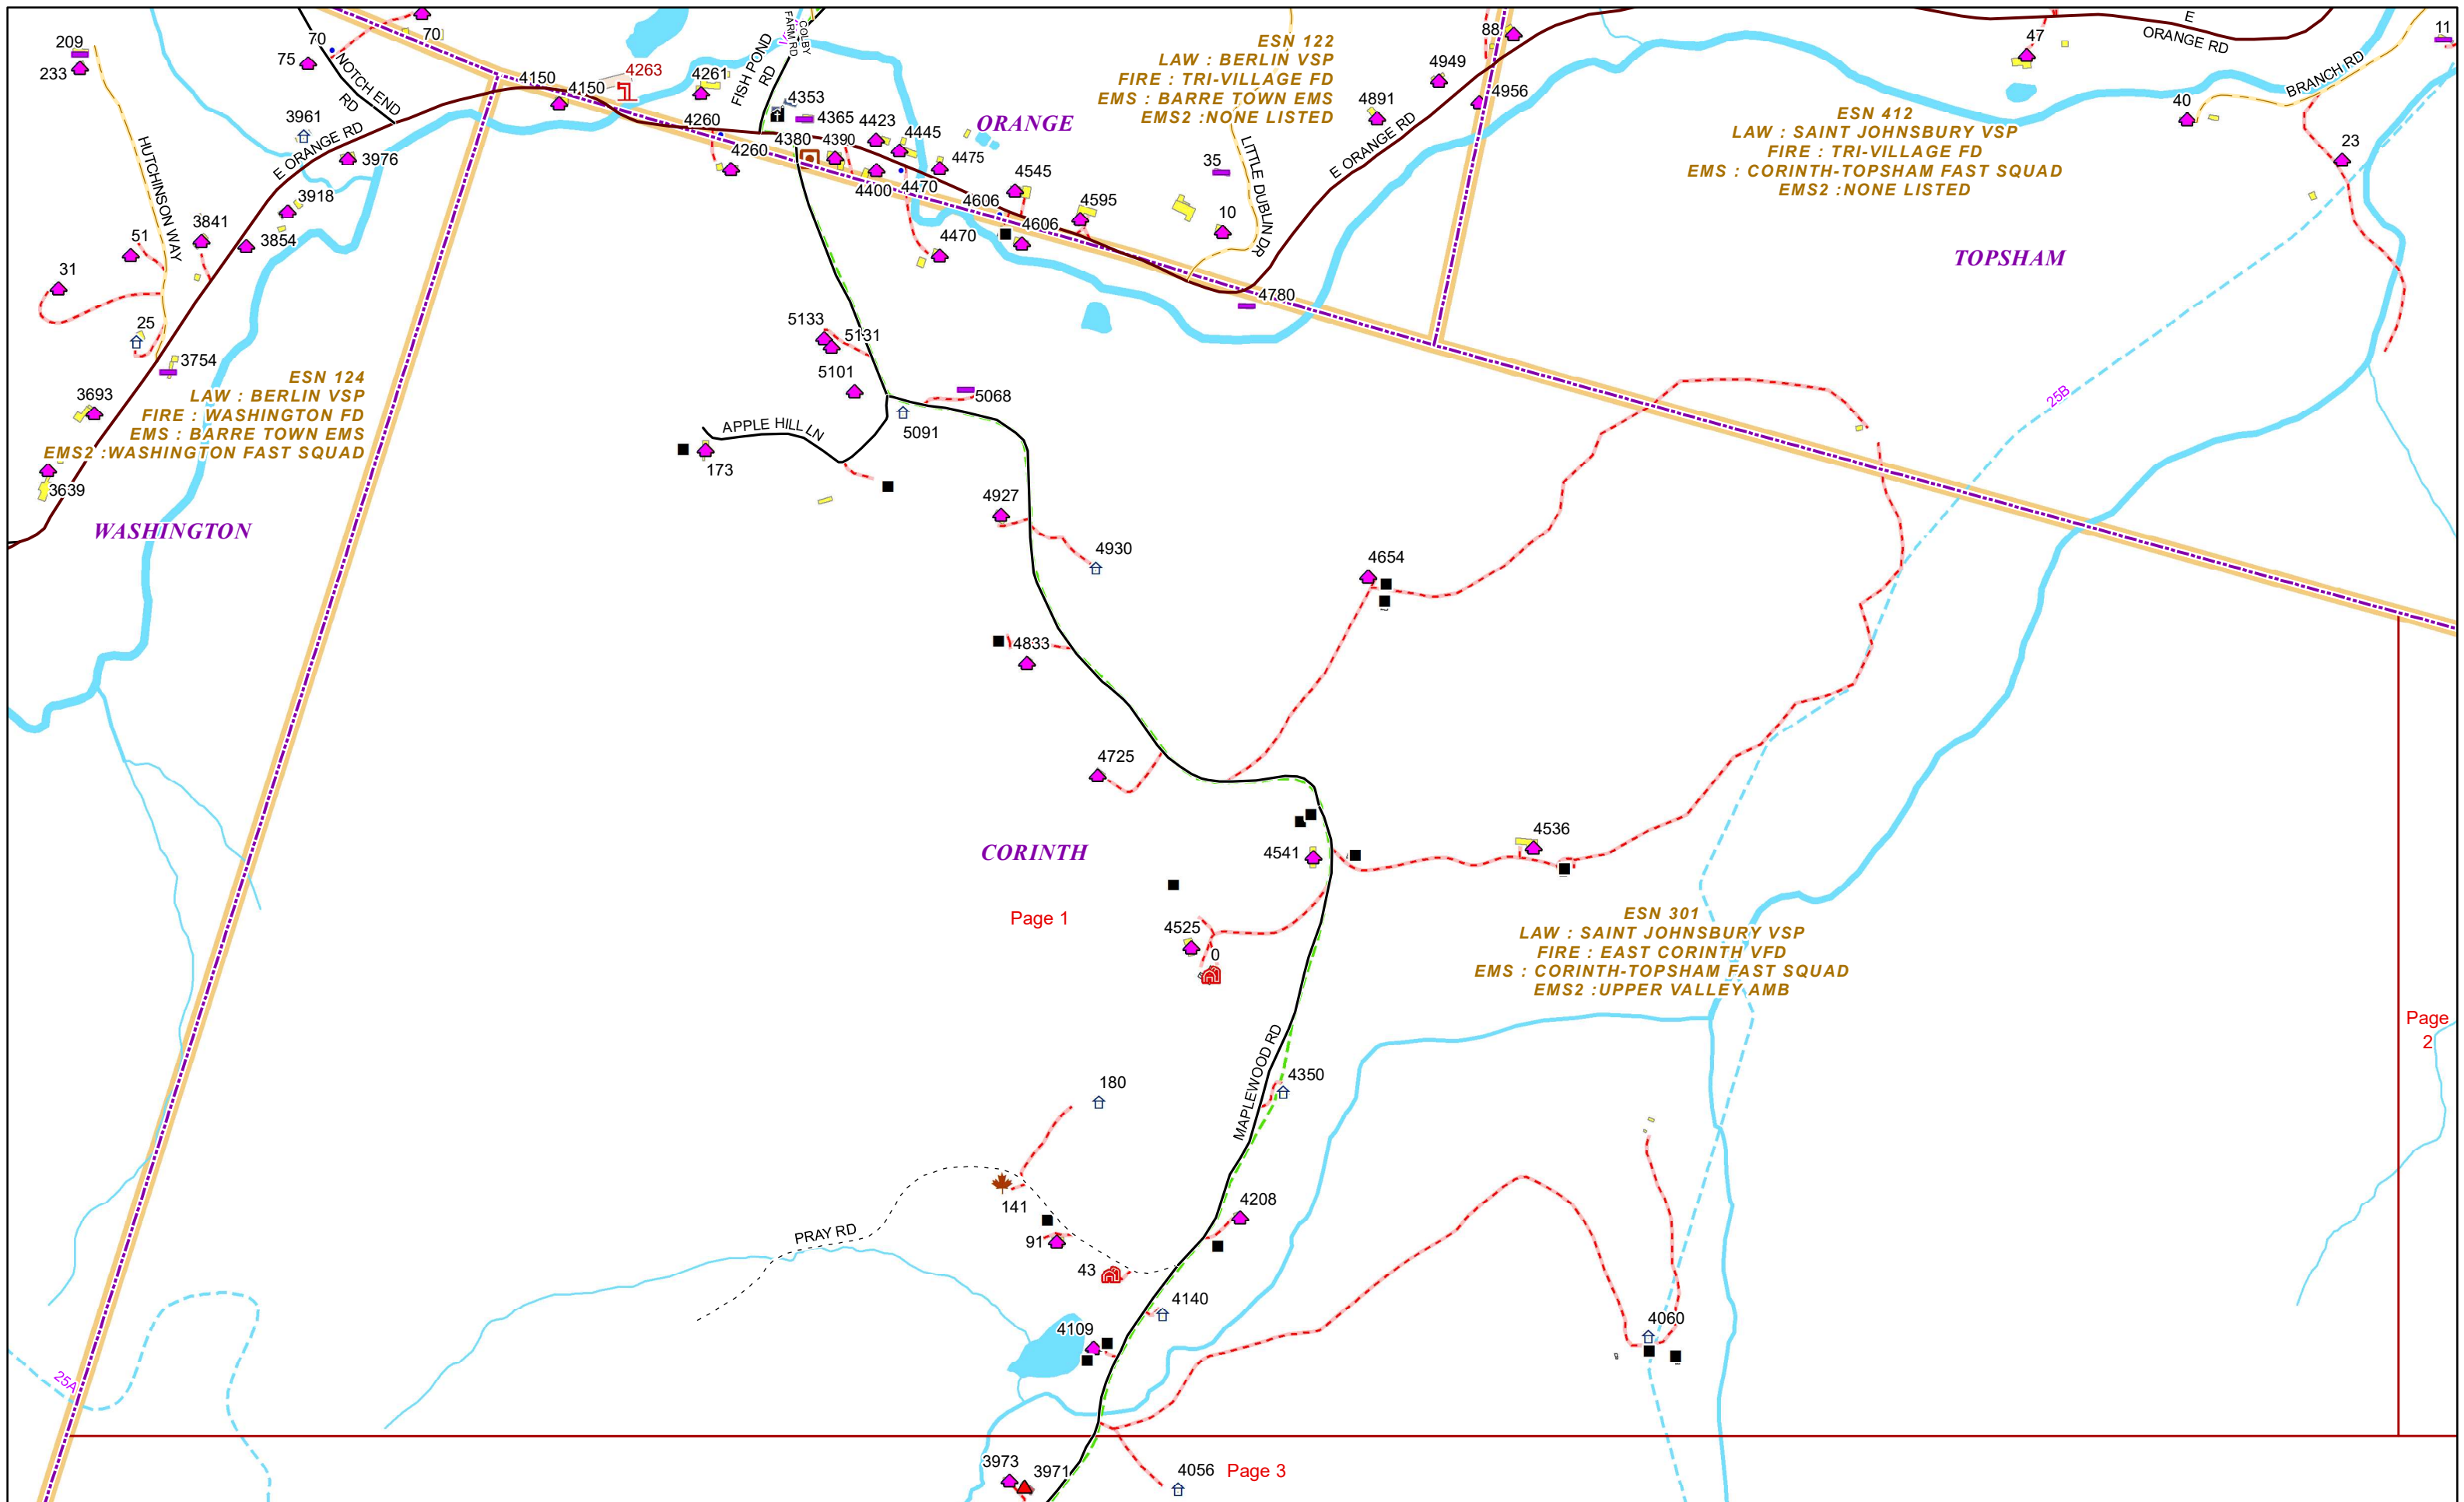 209
233
70
75
NOTCH END
RD
70
3961
E ORANGE RD
3976
3918
3841
3854
HUTCHINSON WAY
51
31
25
3754
3693
3639
ESN 124
LAW : BERLIN VSP
FIRE : WASHINGTON FD
EMS : BARRE TOWN EMS
EMS2 :WASHINGTON FAST SQUAD
WASHINGTON
4150
4150
4263
4261
FISH POND
RD
COLBY
FARM RD
4353
4365
4260
4260
4380
4390
4423
4445
4475
4400
4470
4470
ORANGE
4545
4606
4606
4595
ESN 122
LAW : BERLIN VSP
FIRE : TRI-VILLAGE FD
EMS : BARRE TOWN EMS
EMS2 :NONE LISTED
35
10
LITTLE DUBLIN DR
4780
4891
4949
4956
88
E ORANGE RD
E
ORANGE RD
47
11
BRANCH RD
40
23
ESN 412
LAW : SAINT JOHNSBURY VSP
FIRE : TRI-VILLAGE FD
EMS : CORINTH-TOPSHAM FAST SQUAD
EMS2 :NONE LISTED
TOPSHAM
25B
5133
5131
5101
5068
5091
APPLE HILL LN
173
4927
4930
4654
4833
4725
4541
4536
CORINTH
Page 1
4525
0
ESN 301
LAW : SAINT JOHNSBURY VSP
FIRE : EAST CORINTH VFD
EMS : CORINTH-TOPSHAM FAST SQUAD
EMS2 :UPPER VALLEY AMB
Page
2
MAPLEWOOD RD
4350
180
141
91
PRAY RD
43
4208
4140
4109
4060
25A
3973
3971
4056
Page 3